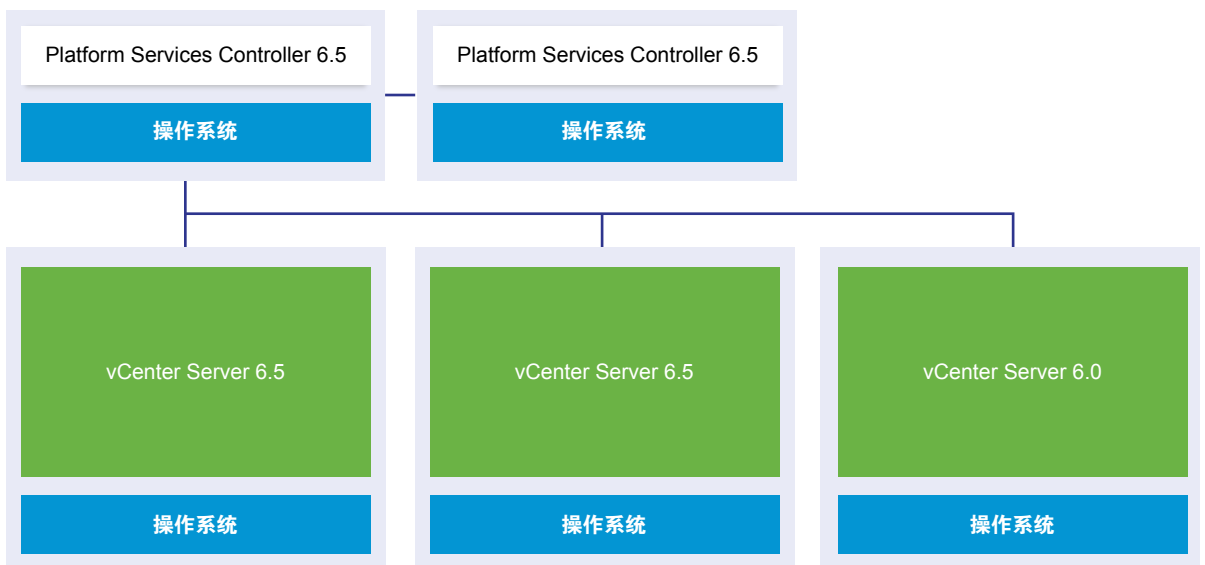 Platform Services Controller 6.5
Platform Services Controller 6.5
操作系统
操作系统
vCenter Server 6.5
vCenter Server 6.5
vCenter Server 6.0
操作系统
操作系统
操作系统